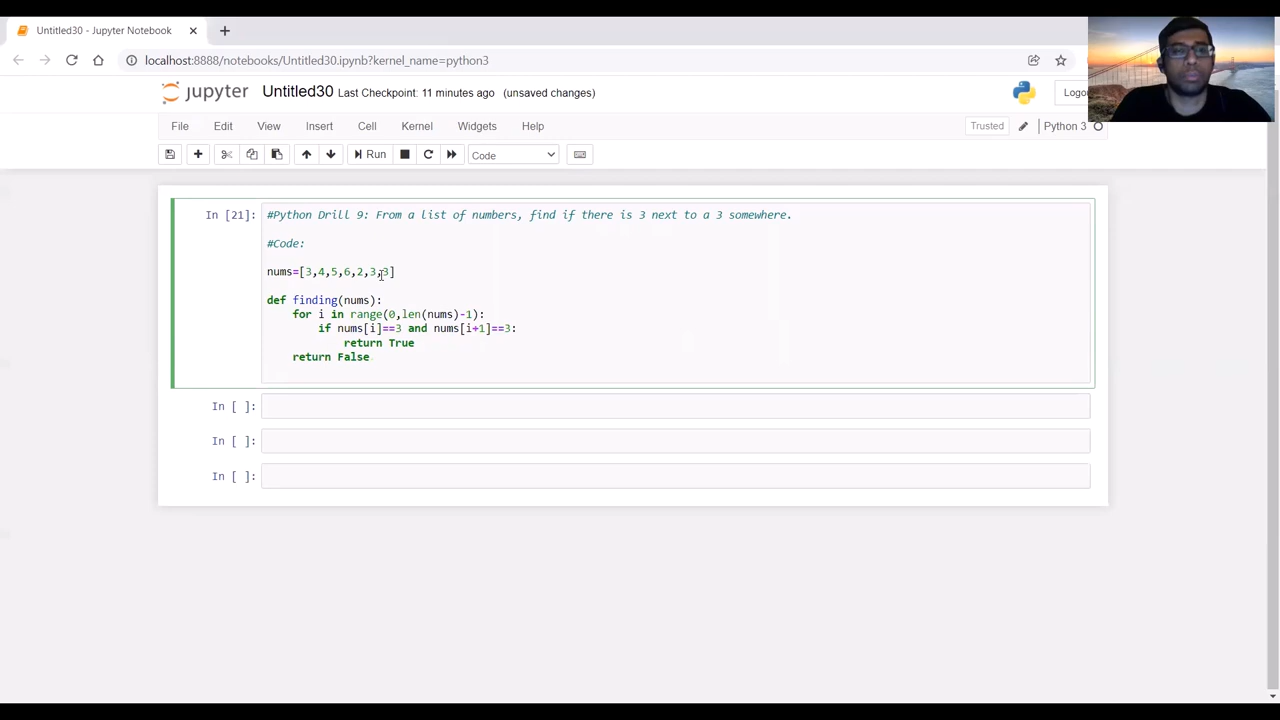 Untitled30 - Jupyter Notebook
localhost:8888/notebooks/Untitled30.ipynb?kernel_name=python3
jupyter Untitled30 Last Checkpoint: 11 minutes ago (unsaved changes)
Logo
File Edit View Insert Cell Kernel Widgets Help
Trusted Python 3
Run Code
In [21]: #Python Drill 9: From a list of numbers, find if there is 3 next to a 3 somewhere.
#Code:
nums=[3,4,5,6,2,3,3]
def finding(nums):
for i in range(0,len(nums)-1):
if nums[i]==3 and nums[i+1]==3:
return True
return False
In [ ]:
In [ ]:
In [ ]: